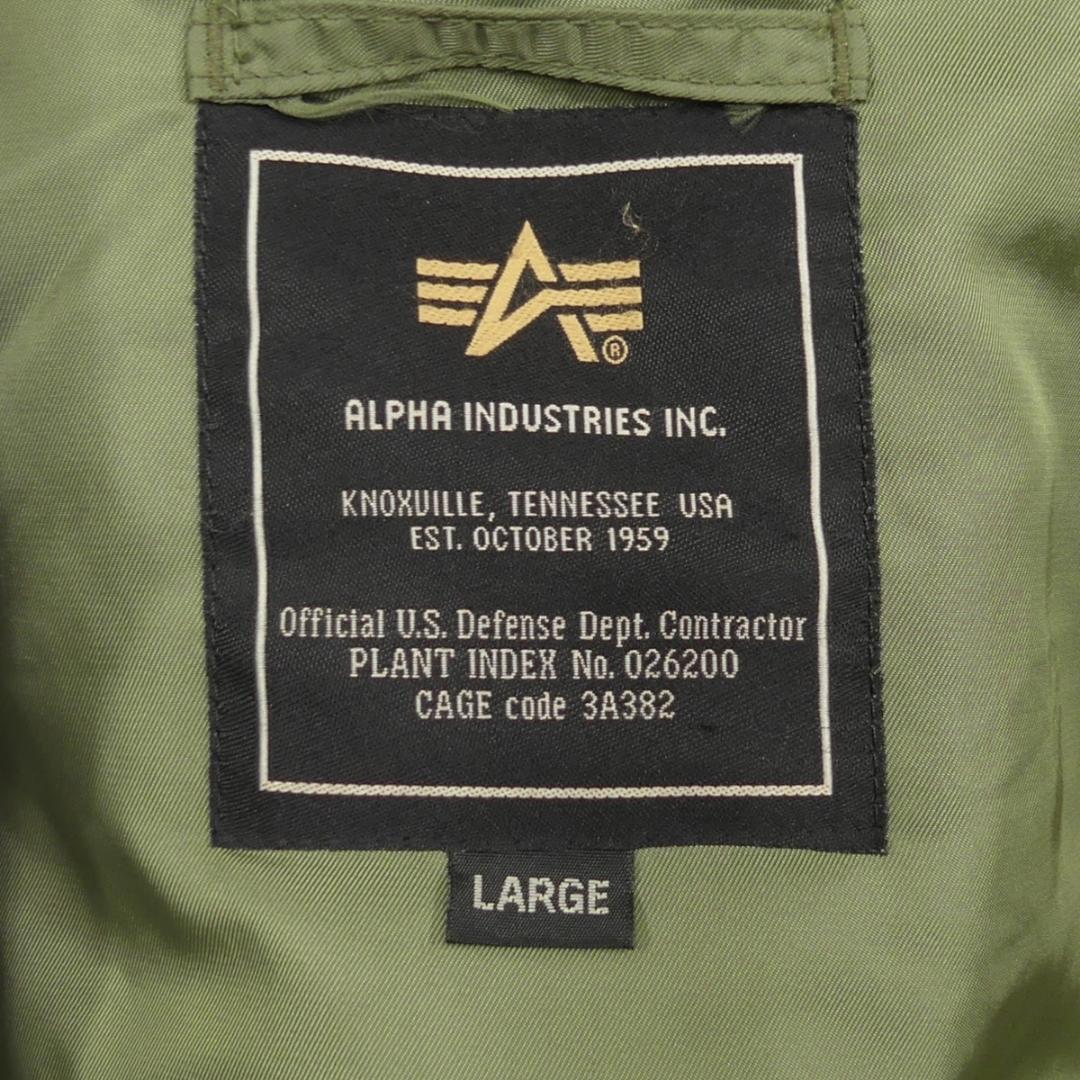 ®
ALPHA INDUSTRIES INC.
KNOXVILLE, TENNESSEE USA
EST. OCTOBER 1959
Official U.S. Defense Dept. Contractor
PLANT INDEX No. 026200
CAGE code 3A382
LARGE